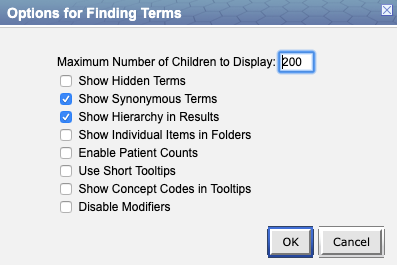 Options for Finding Terms
Maximum Number of Children to Display: 200
Show Hidden Terms
Show Synonymous Terms
Show Hierarchy in Results
Show Individual Items in Folders
Enable Patient Counts
Use Short Tooltips
Show Concept Codes in Tooltips
Disable Modifiers
OK Cancel